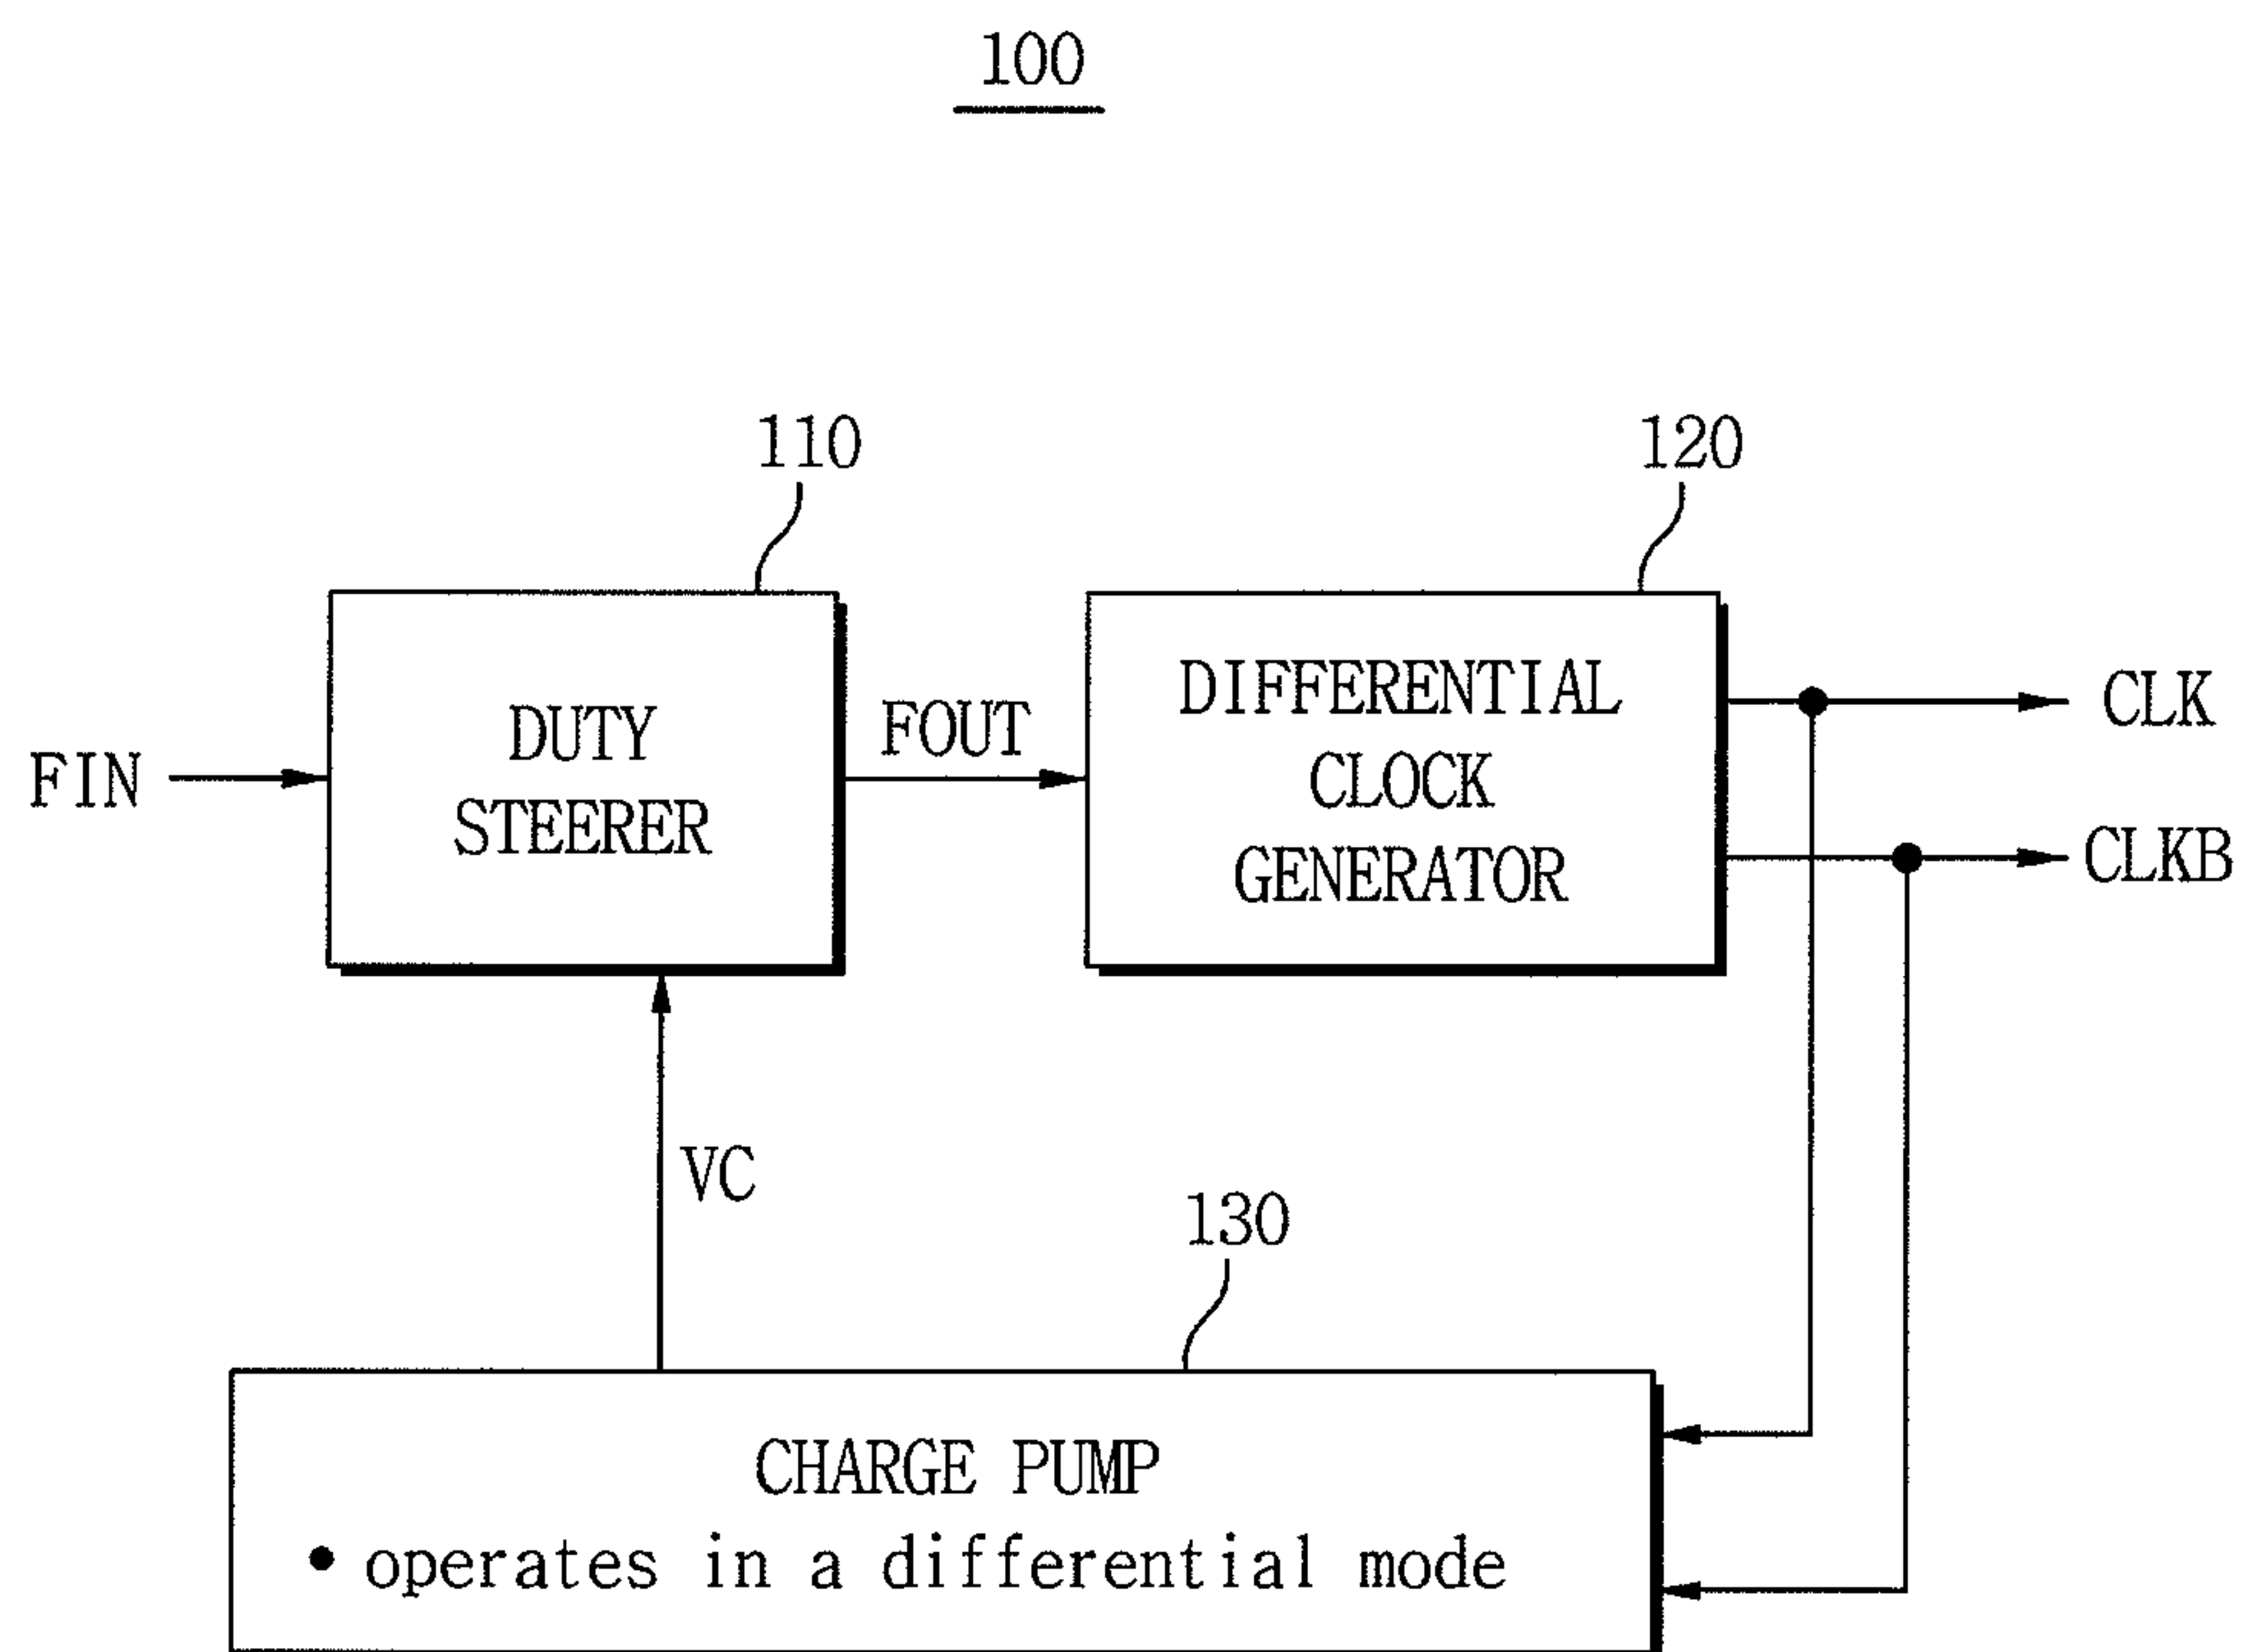 100
110
120
DUTY
STEERER
FIN
FOUT
DIFFERENTIAL
CLOCK
GENERATOR
CLK
CLKB
VC
130
CHARGE PUMP
• operates in a differential mode